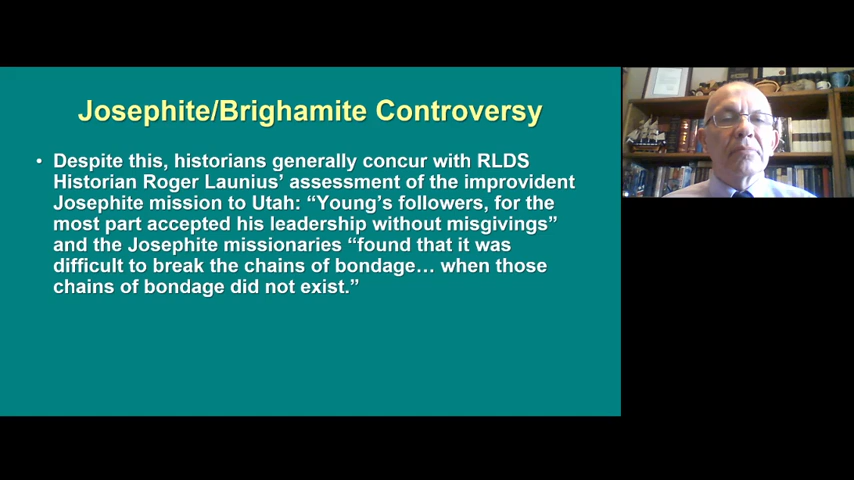 Josephite/Brighamite Controversy
• Despite this, historians generally concur with RLDS
Historian Roger Launius’ assessment of the improvident
Josephite mission to Utah: “Young’s followers, for the
most part accepted his leadership without misgivings”
and the Josephite missionaries “found that it was
difficult to break the chains of bondage… when those
chains of bondage did not exist.”